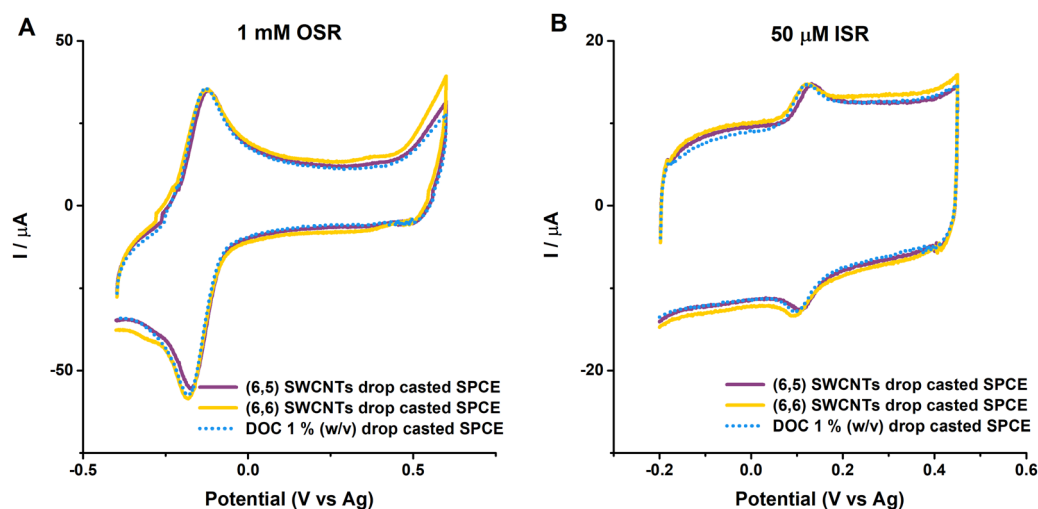 A
1 mM OSR
50
0
-50
I / µA
-0.5
0.0
0.5
Potential (V vs Ag)
(6,5) SWCNTs drop casted SPCE
(6,6) SWCNTs drop casted SPCE
DOC 1 % (w/v) drop casted SPCE
B
50 µM ISR
20
0
-20
I / µA
-0.2
0.0
0.2
0.4
0.6
Potential (V vs Ag)
(6,5) SWCNTs drop casted SPCE
(6,6) SWCNTs drop casted SPCE
DOC 1 % (w/v) drop casted SPCE